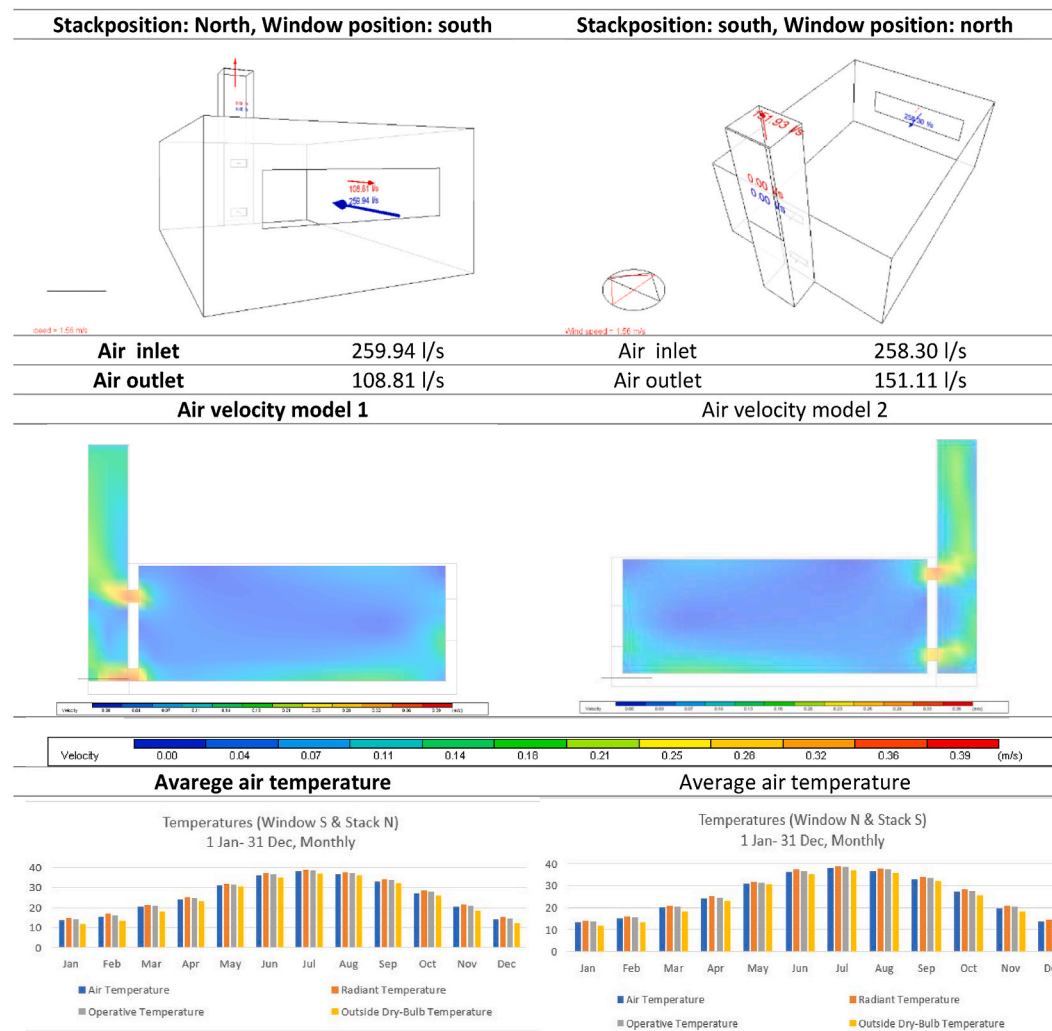 Stackposition: North, Window position: south
Stackposition: south, Window position: north
108.81 l/s
259.94 l/s
eed = 1.56 m/s
151.93 l/s
0.00 l/s
0.00 l/s
258.30 l/s
Wind speed = 1.56 m/s
Air inlet 259.94 l/s Air inlet 258.30 l/s
Air outlet 108.81 l/s Air outlet 151.11 l/s
Air velocity model 1 Air velocity model 2
Velocity 0.00 0.04 0.07 0.11 0.14 0.18 0.21 0.25 0.28 0.32 0.36 0.39 (m/s)
Avarege air temperature Average air temperature
Temperatures (Window S & Stack N)
1 Jan- 31 Dec, Monthly
40
30
20
10
0
Jan Feb Mar Apr May Jun Jul Aug Sep Oct Nov Dec
Air Temperature Radiant Temperature
Operative Temperature Outside Dry-Bulb Temperature
Temperatures (Window N & Stack S)
1 Jan- 31 Dec, Monthly
40
30
20
10
0
Jan Feb Mar Apr May Jun Jul Aug Sep Oct Nov
Air Temperature Radiant Temperature
Operative Temperature Outside Dry-Bulb Temperature